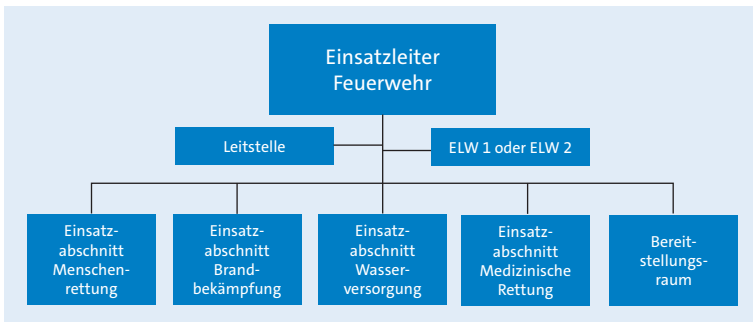 Einsatzleiter
Feuerwehr
Leitstelle
ELW 1 oder ELW 2
Einsatz-
abschnitt
Menschen-
rettung
Einsatz-
abschnitt
Brand-
bekämpfung
Einsatz-
abschnitt
Wasser-
versorgung
Einsatz-
abschnitt
Medizinische
Rettung
Bereit-
stellungs-
raum